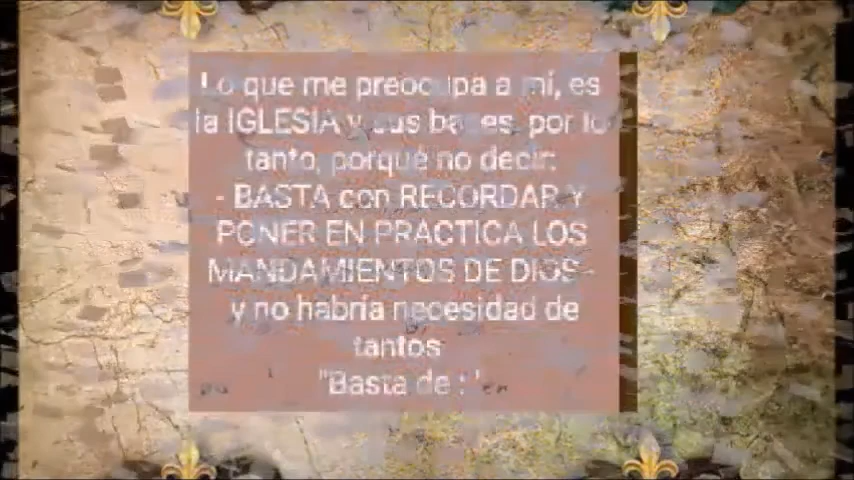 Lo que me preocupa a mí, es
la IGLESIA y sus bases, por lo
tanto, porqué no decir:
- BASTA con RECORDAR Y
PONER EN PRACTICA LOS
MANDAMIENTOS DE DIOS -
y no habría necesidad de
tantos
"Basta de :"